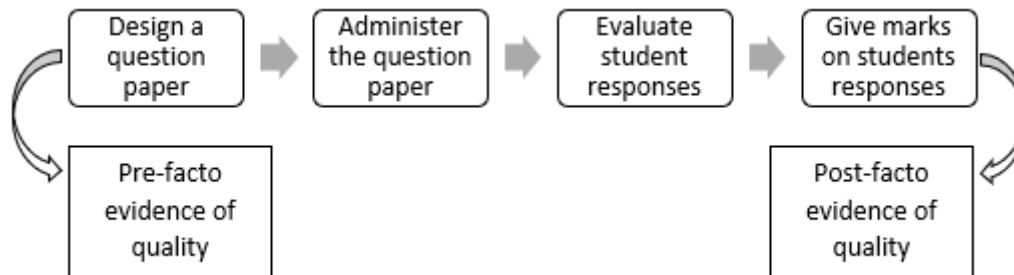 Design a
question
paper
Administer
the question
paper
Evaluate
student
responses
Give marks
on students
responses
Pre-facto
evidence of
quality
Post-facto
evidence of
quality